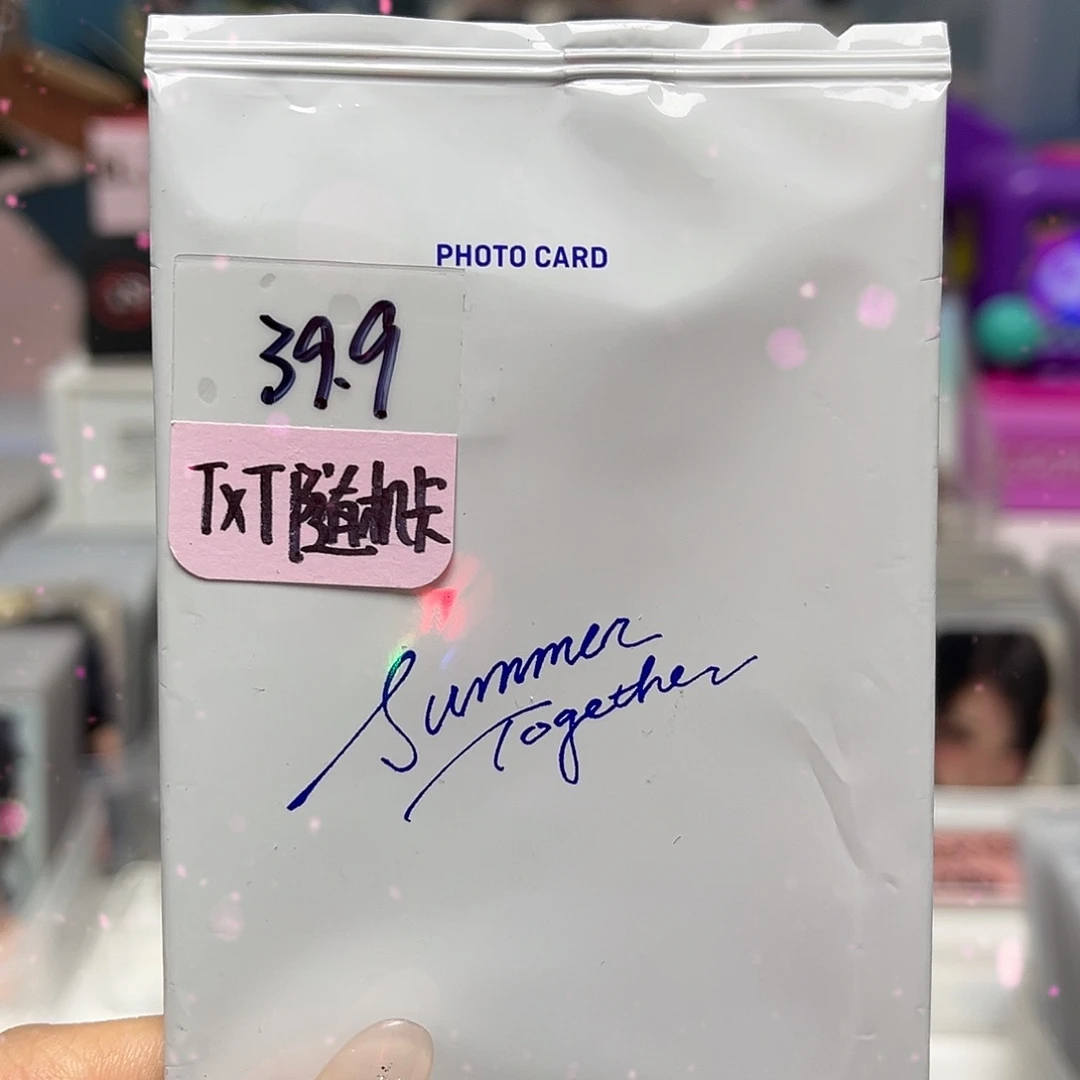 PHOTO CARD
39.9
TxT随机卡
Summer
Together